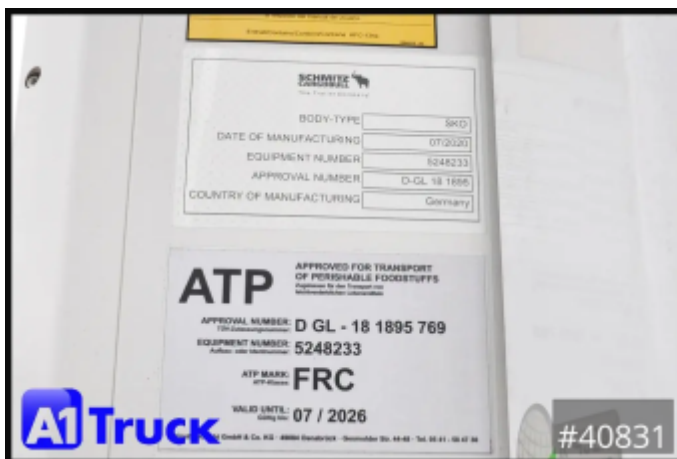 SCHMITZ
CARGOBULL
BODY-TYPE SKO
DATE OF MANUFACTURING 07/2020
EQUIPMENT NUMBER 5248233
APPROVAL NUMBER D-GL 18 1895
COUNTRY OF MANUFACTURING Germany
ATP
APPROVED FOR TRANSPORT
OF PERISHABLE FOODSTUFFS
APPROVAL NUMBER: D GL - 18 1895 769
EQUIPMENT NUMBER: 5248233
ATP MARK: FRC
VALID UNTIL: 07 / 2026
A1 Truck
#40831